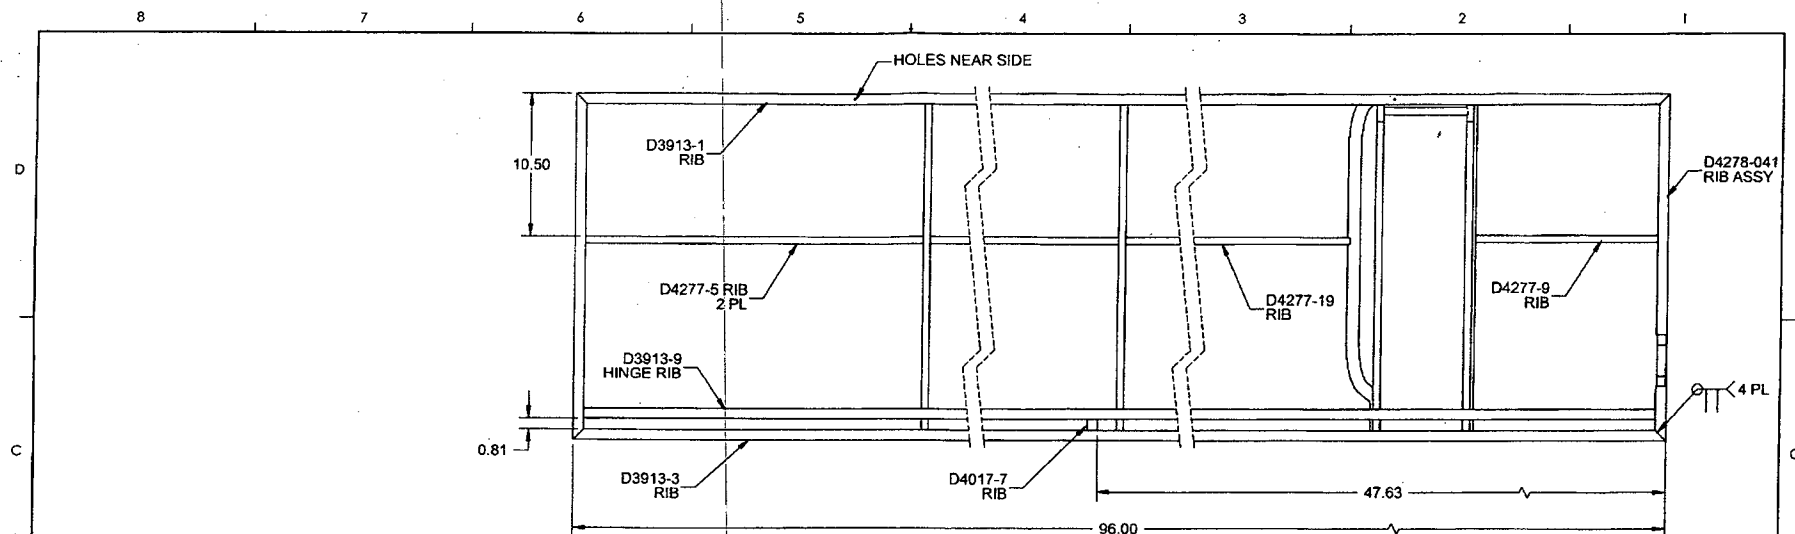 8 7 6 5 4 3 2 1
HOLES NEAR SIDE
D
D3913-1
RIB
10.50
D4278-041
RIB ASSY
D4277-5 RIB
2 PL
D4277-19
RIB
D4277-9
RIB
D3913-9
HINGE RIB
4 PL
0.81
C
C
D3913-3
RIB
D4017-7
RIB
47.63
96.00